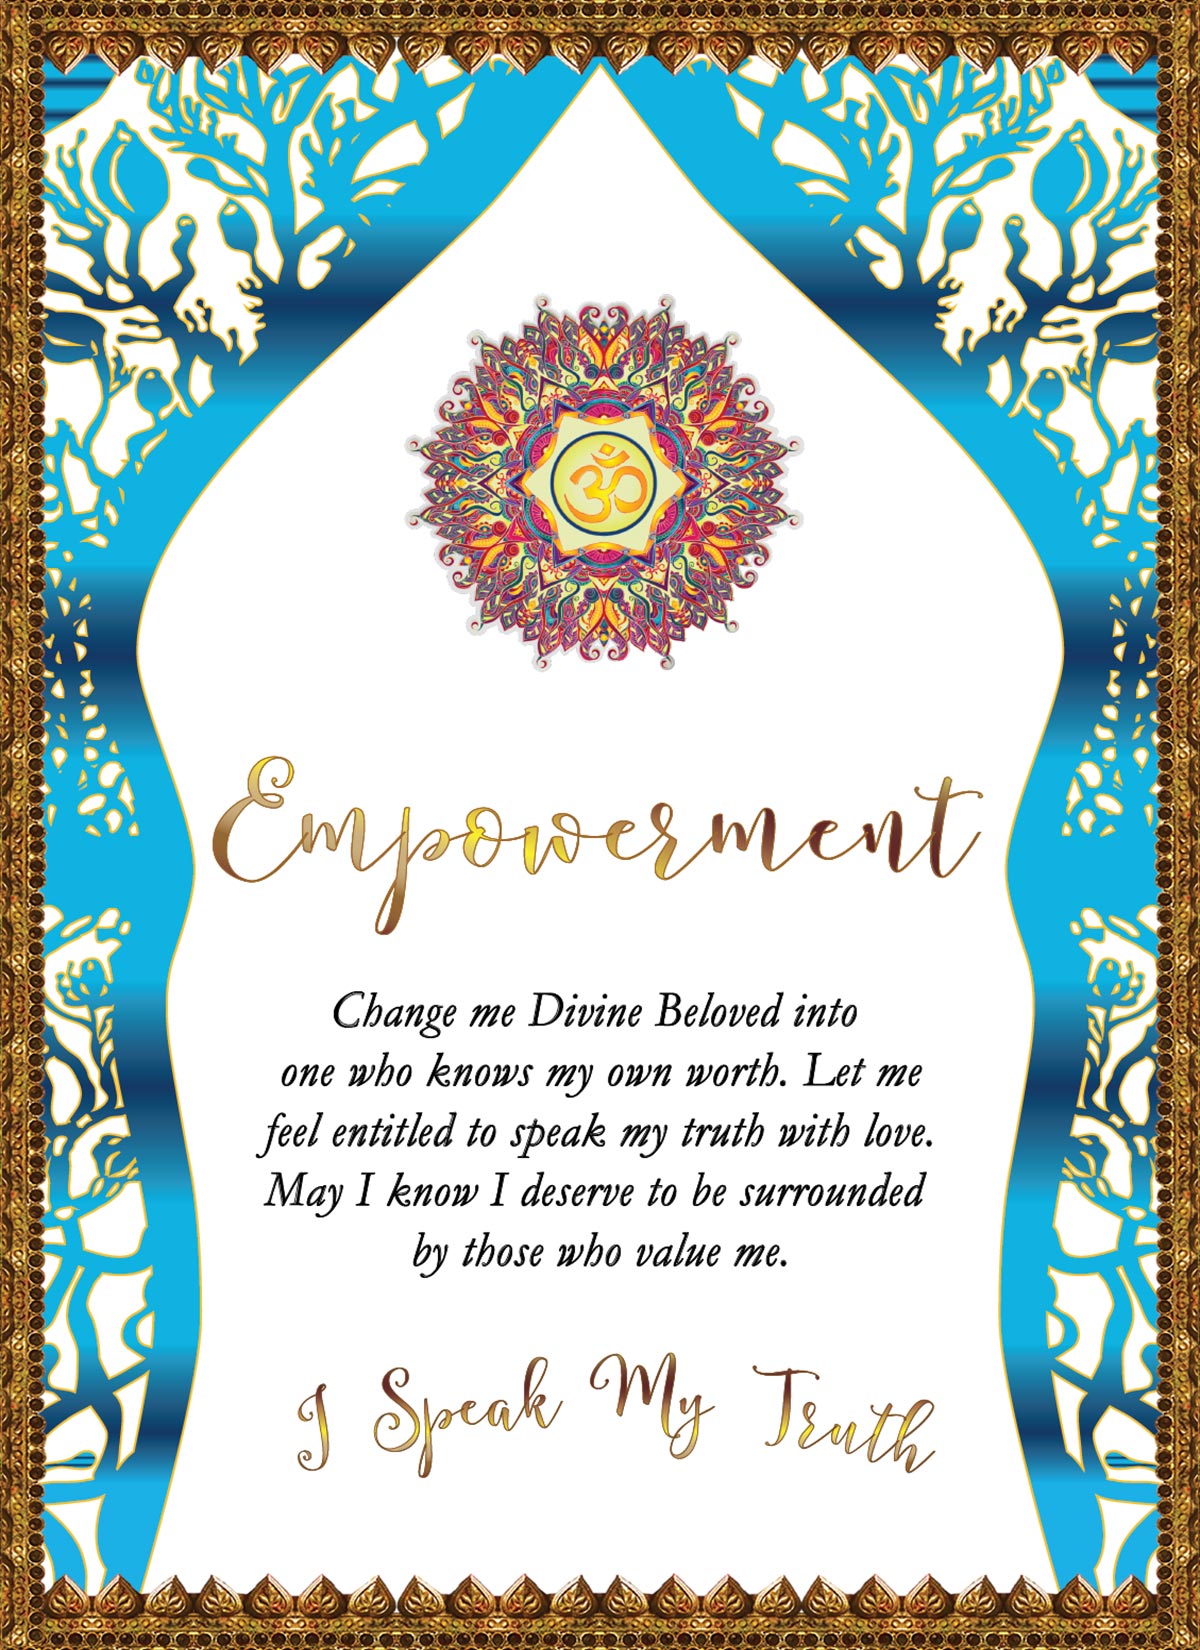 ॐ
Empowerment
Change me Divine Beloved into
one who knows my own worth. Let me
feel entitled to speak my truth with love.
May I know I deserve to be surrounded
by those who value me.
I Speak My Truth